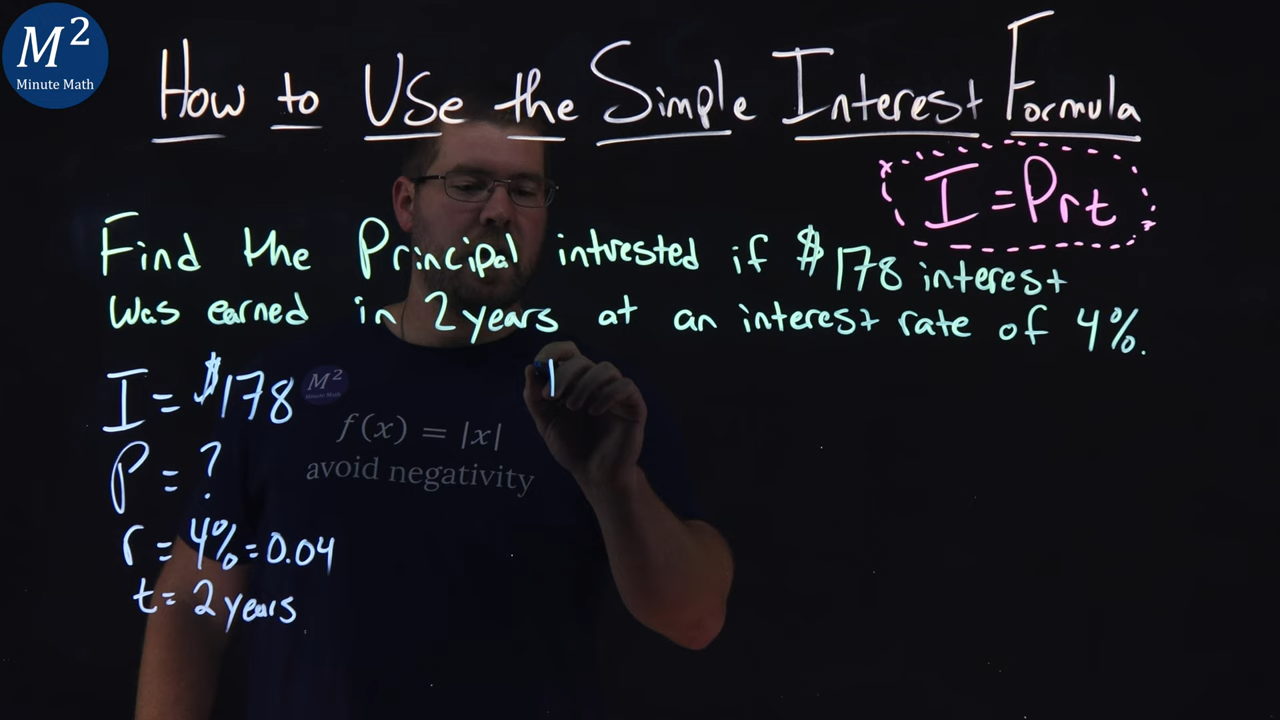 M²
Minute Math
How to Use the Simple Interest Formula
I = Prt
Find the Principal intrested if $178 interest
was earned in 2 years at an interest rate of 4%.
I = $178
P = ?
r = 4% = 0.04
t = 2 years
M²
Minute Math
f(x) = |x|
avoid negativity